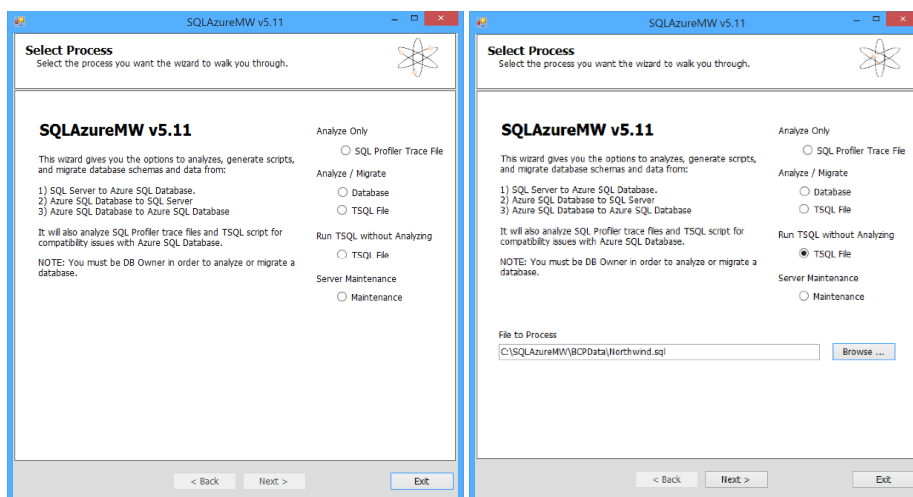 SQLAzureMW v5.11
Select Process
Select the process you want the wizard to walk you through.
SQLAzureMW v5.11
This wizard gives you the options to analyzes, generate scripts,
and migrate database schemas and data from:
1) SQL Server to Azure SQL Database.
2) Azure SQL Database to SQL Server
3) Azure SQL Database to Azure SQL Database
It will also analyze SQL Profiler trace files and TSQL script for
compatibility issues with Azure SQL Database.
NOTE: You must be DB Owner in order to analyze or migrate a
database.
Analyze Only
SQL Profiler Trace File
Analyze / Migrate
Database
TSQL File
Run TSQL without Analyzing
TSQL File
Server Maintenance
Maintenance
< Back
Next >
Exit
SQLAzureMW v5.11
Select Process
Select the process you want the wizard to walk you through.
SQLAzureMW v5.11
This wizard gives you the options to analyzes, generate scripts,
and migrate database schemas and data from:
1) SQL Server to Azure SQL Database.
2) Azure SQL Database to SQL Server
3) Azure SQL Database to Azure SQL Database
It will also analyze SQL Profiler trace files and TSQL script for
compatibility issues with Azure SQL Database.
NOTE: You must be DB Owner in order to analyze or migrate a
database.
Analyze Only
SQL Profiler Trace File
Analyze / Migrate
Database
TSQL File
Run TSQL without Analyzing
TSQL File
Server Maintenance
Maintenance
File to Process
C:\SQLAzureMW\BCPData\Northwind.sql
Browse ...
< Back
Next >
Exit